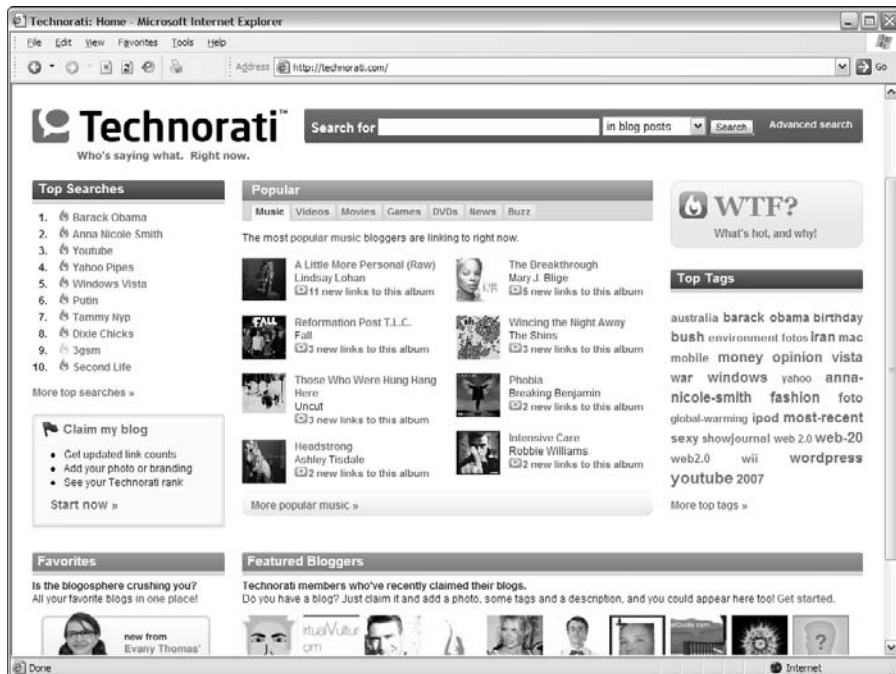 Technorati: Home - Microsoft Internet Explorer
File Edit View Favorites Tools Help
Address http://technorati.com/ Go
Technorati™
Who's saying what. Right now.
Search for in blog posts Search Advanced search
Top Searches
1. Barack Obama
2. Anna Nicole Smith
3. Youtube
4. Yahoo Pipes
5. Windows Vista
6. Putin
7. Tammy Nyp
8. Dixie Chicks
9. 3gsm
10. Second Life
More top searches »
Claim my blog
• Get updated link counts
• Add your photo or branding
• See your Technorati rank
Start now »
Popular
Music Videos Movies Games DVDs News Buzz
The most popular music bloggers are linking to right now.
A Little More Personal (Raw)
Lindsay Lohan
11 new links to this album
The Breakthrough
Mary J. Blige
5 new links to this album
FALL
Reformation Post T.L.C.
Fall
3 new links to this album
Wincing the Night Away
The Shins
3 new links to this album
Those Who Were Hung Hang
Here
Uncut
3 new links to this album
Phobia
Breaking Benjamin
2 new links to this album
Headstrong
Ashley Tisdale
2 new links to this album
Intensive Care
Robbie Williams
2 new links to this album
More popular music »
WTF?
What's hot, and why!
Top Tags
australia barack obama birthday
bush environment fotos iran mac
mobile money opinion vista
war windows yahoo anna-
nicole-smith fashion foto
global-warming ipod most-recent
sexy showjournal web 2.0 web-20
web2.0 wii wordpress
youtube 2007
More top tags »
Favorites
Is the blogosphere crushing you?
All your favorite blogs in one place!
new from
Evany Thomas'
Featured Bloggers
Technorati members who've recently claimed their blogs.
Do you have a blog? Just claim it and add a photo, some tags and a description, and you could appear here too! Get started.
?
Done Internet